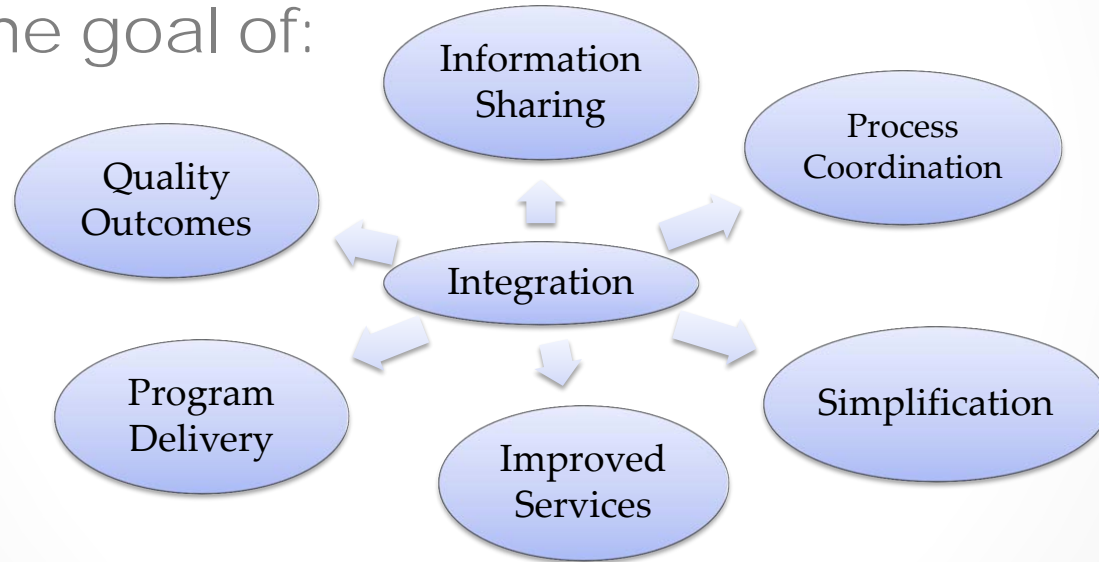 he goal of:
Information
Sharing
Process
Coordination
Quality
Outcomes
Integration
Simplification
Program
Delivery
Improved
Services